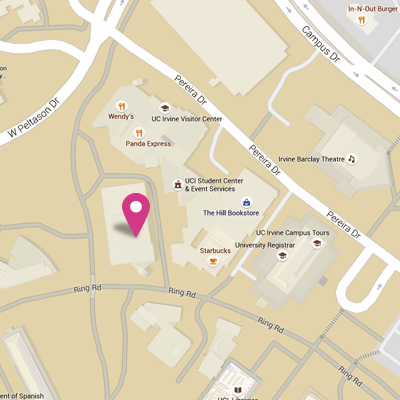 In-N-Out Burger
Campus Dr
W Peltason Dr
Pereira Dr
Wendy's
UC Irvine Visitor Center
Panda Express
Pereira Dr
Irvine Barclay Theatre
UCI Student Center
& Event Services
The Hill Bookstore
Pereira Dr
UC Irvine Campus Tours
University Registrar
Starbucks
Ring Rd
Ring Rd
Ring Rd
ent of Spanish
UCI Libraries